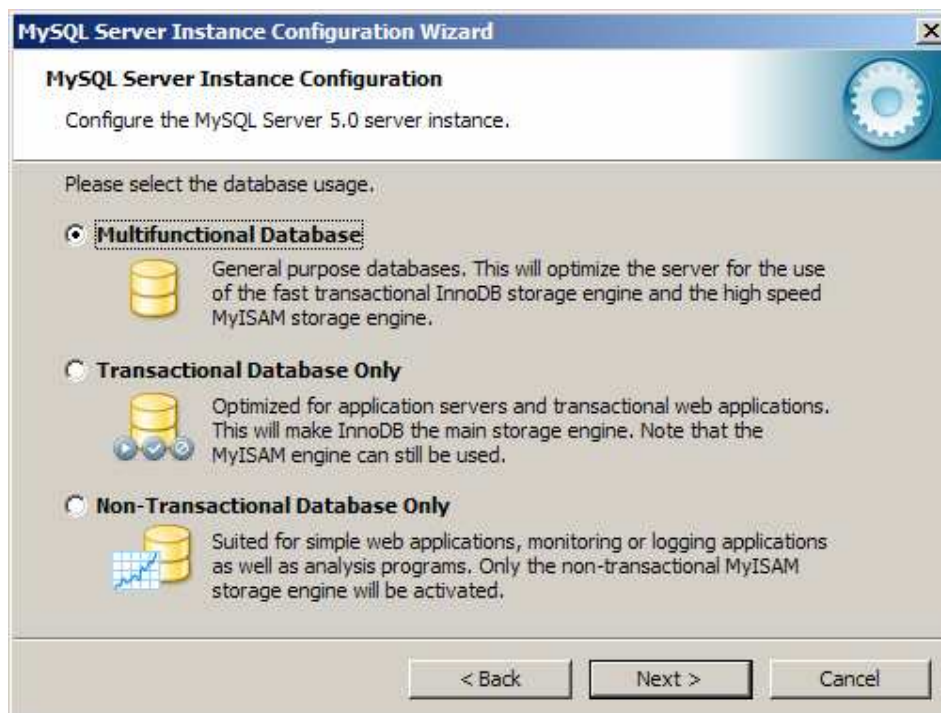 MySQL Server Instance Configuration Wizard
MySQL Server Instance Configuration
Configure the MySQL Server 5.0 server instance.
Please select the database usage.
Multifunctional Database
General purpose databases. This will optimize the server for the use
of the fast transactional InnoDB storage engine and the high speed
MyISAM storage engine.
Transactional Database Only
Optimized for application servers and transactional web applications.
This will make InnoDB the main storage engine. Note that the
MyISAM engine can still be used.
Non-Transactional Database Only
Suited for simple web applications, monitoring or logging applications
as well as analysis programs. Only the non-transactional MyISAM
storage engine will be activated.
< Back Next > Cancel